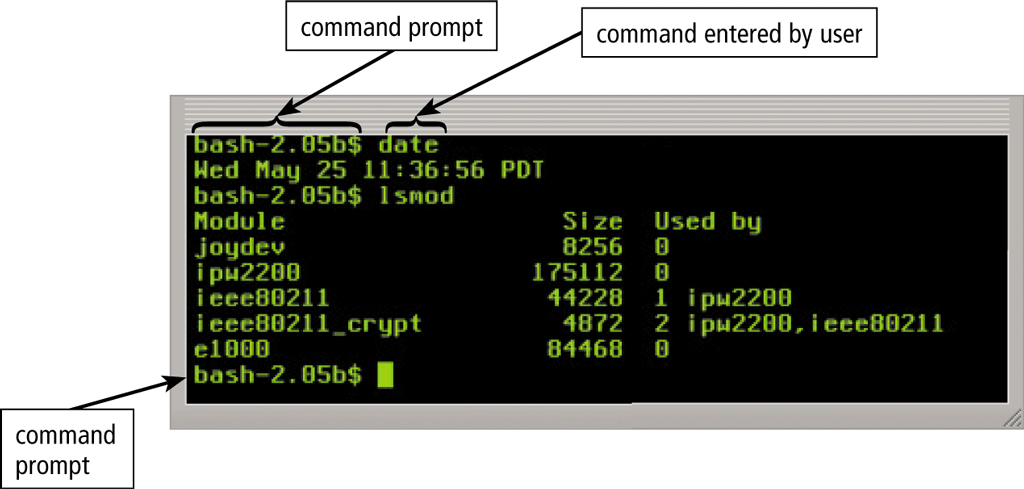 command prompt
command entered by user
bash-2.05b$ date
Wed May 25 11:36:56 PDT
bash-2.05b$ lsmod
Module Size Used by
joydev 8256 0
ipw2200 175112 0
ieee80211 44228 1 ipw2200
ieee80211_crypt 4872 2 ipw2200,ieee80211
e1000 84468 0
bash-2.05b$
command
prompt